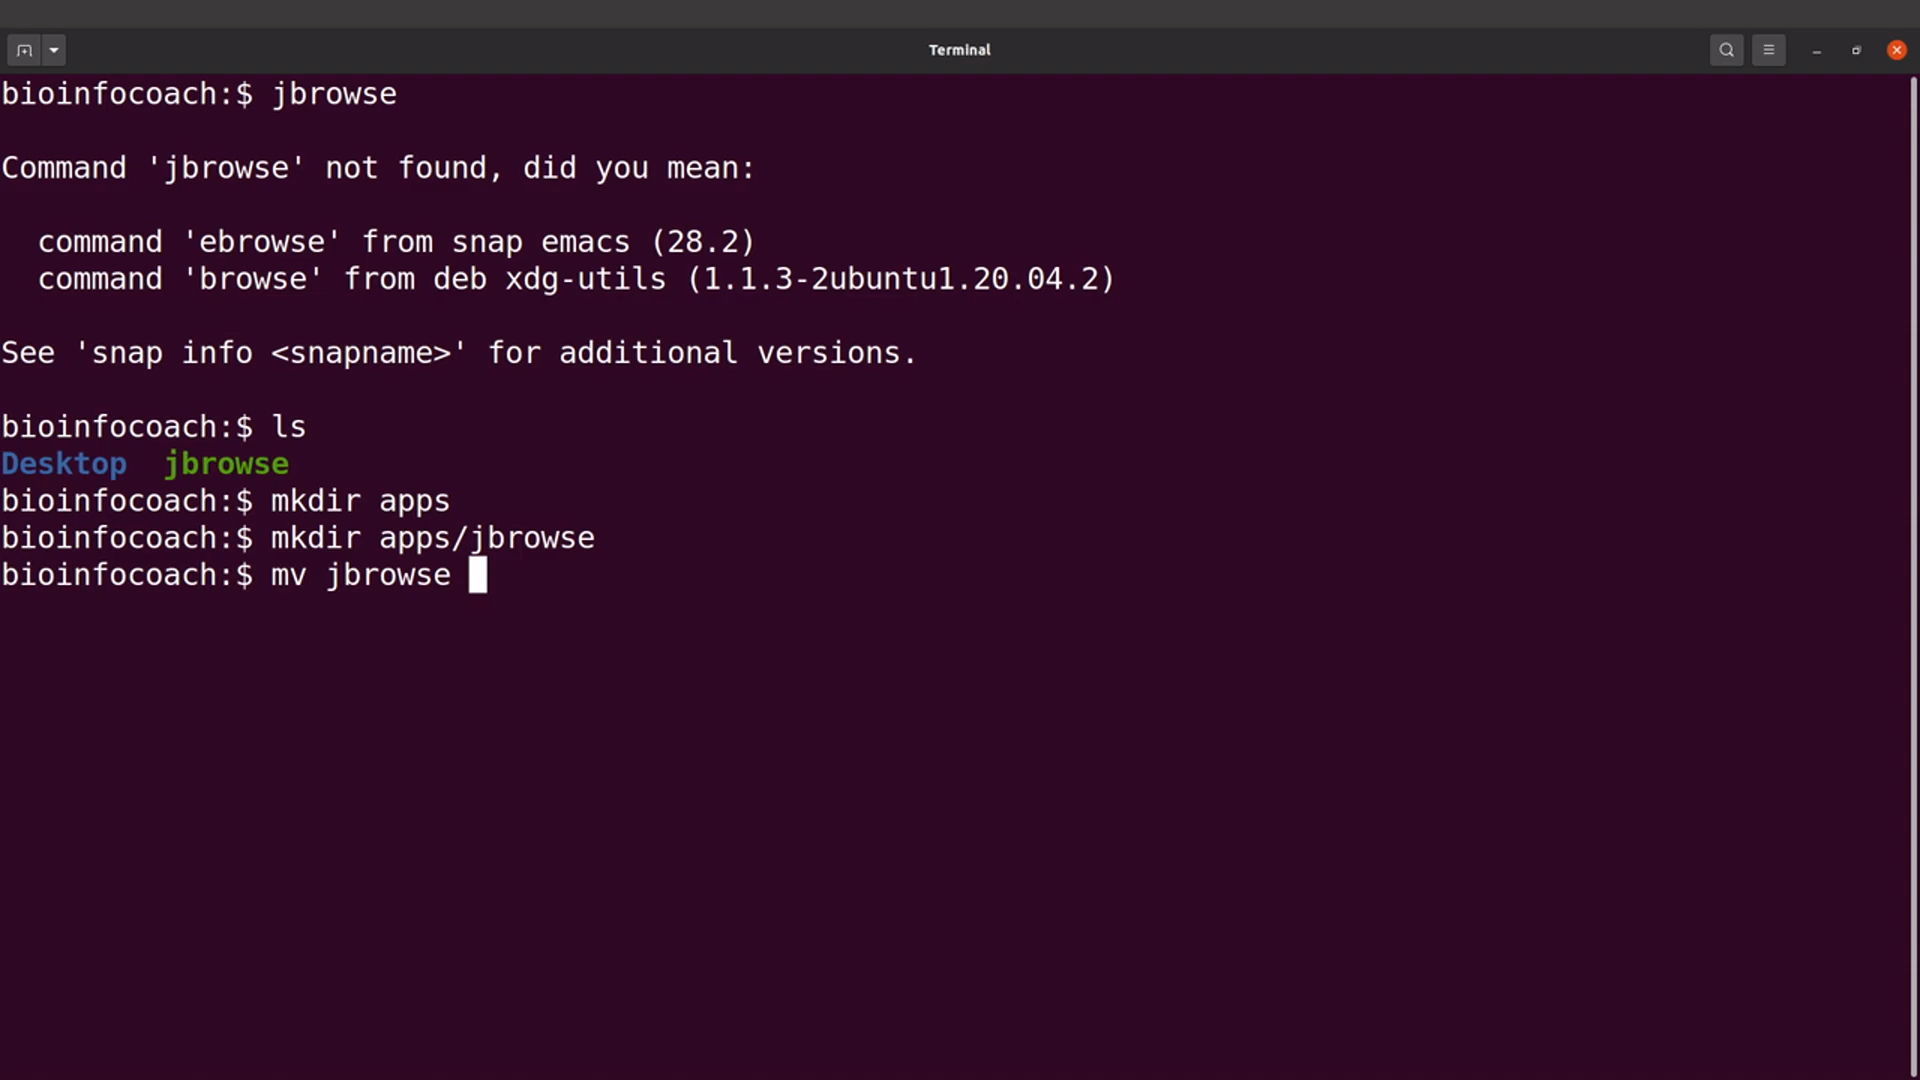 Terminal
bioinfocoach:$ jbrowse
Command 'jbrowse' not found, did you mean:
command 'ebrowse' from snap emacs (28.2)
command 'browse' from deb xdg-utils (1.1.3-2ubuntu1.20.04.2)
See 'snap info <snapname>' for additional versions.
bioinfocoach:$ ls
Desktop jbrowse
bioinfocoach:$ mkdir apps
bioinfocoach:$ mkdir apps/jbrowse
bioinfocoach:$ mv jbrowse